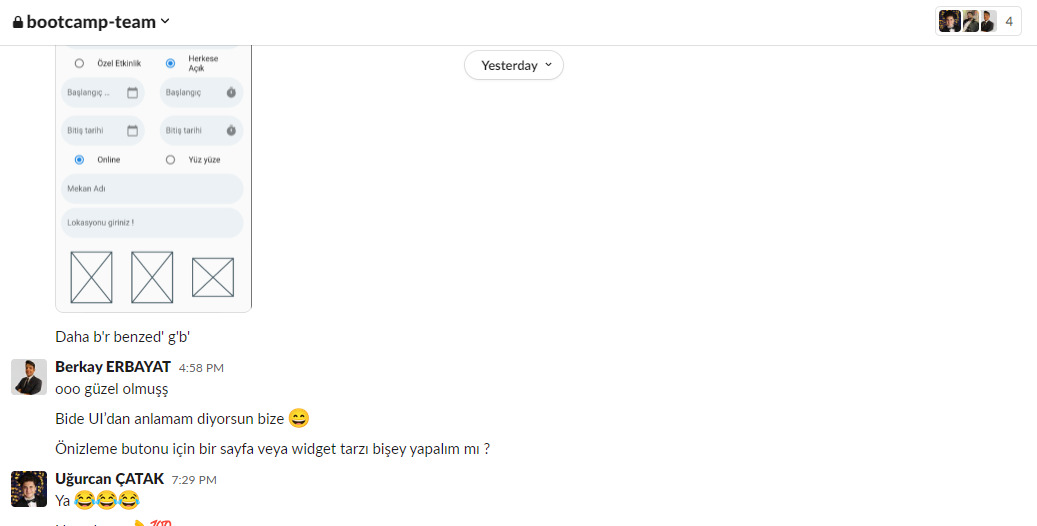 bootcamp-team
4
Yesterday
Özel Etkinlik
Herkese
Açık
Başlangıç ..
Başlangıç
Bitiş tarihi
Bitiş tarihi
Online
Yüz yüze
Mekan Adı
Lokasyonu giriniz !
Daha b'r benzed' g'b'
Berkay ERBAYAT 4:58 PM
ooo güzel olmuşş
Bide UI'dan anlamam diyorsun bize 😄
Önizleme butonu için bir sayfa veya widget tarzı bişey yapalım mı ?
Uğurcan ÇATAK 7:29 PM
Ya 😂😂😂